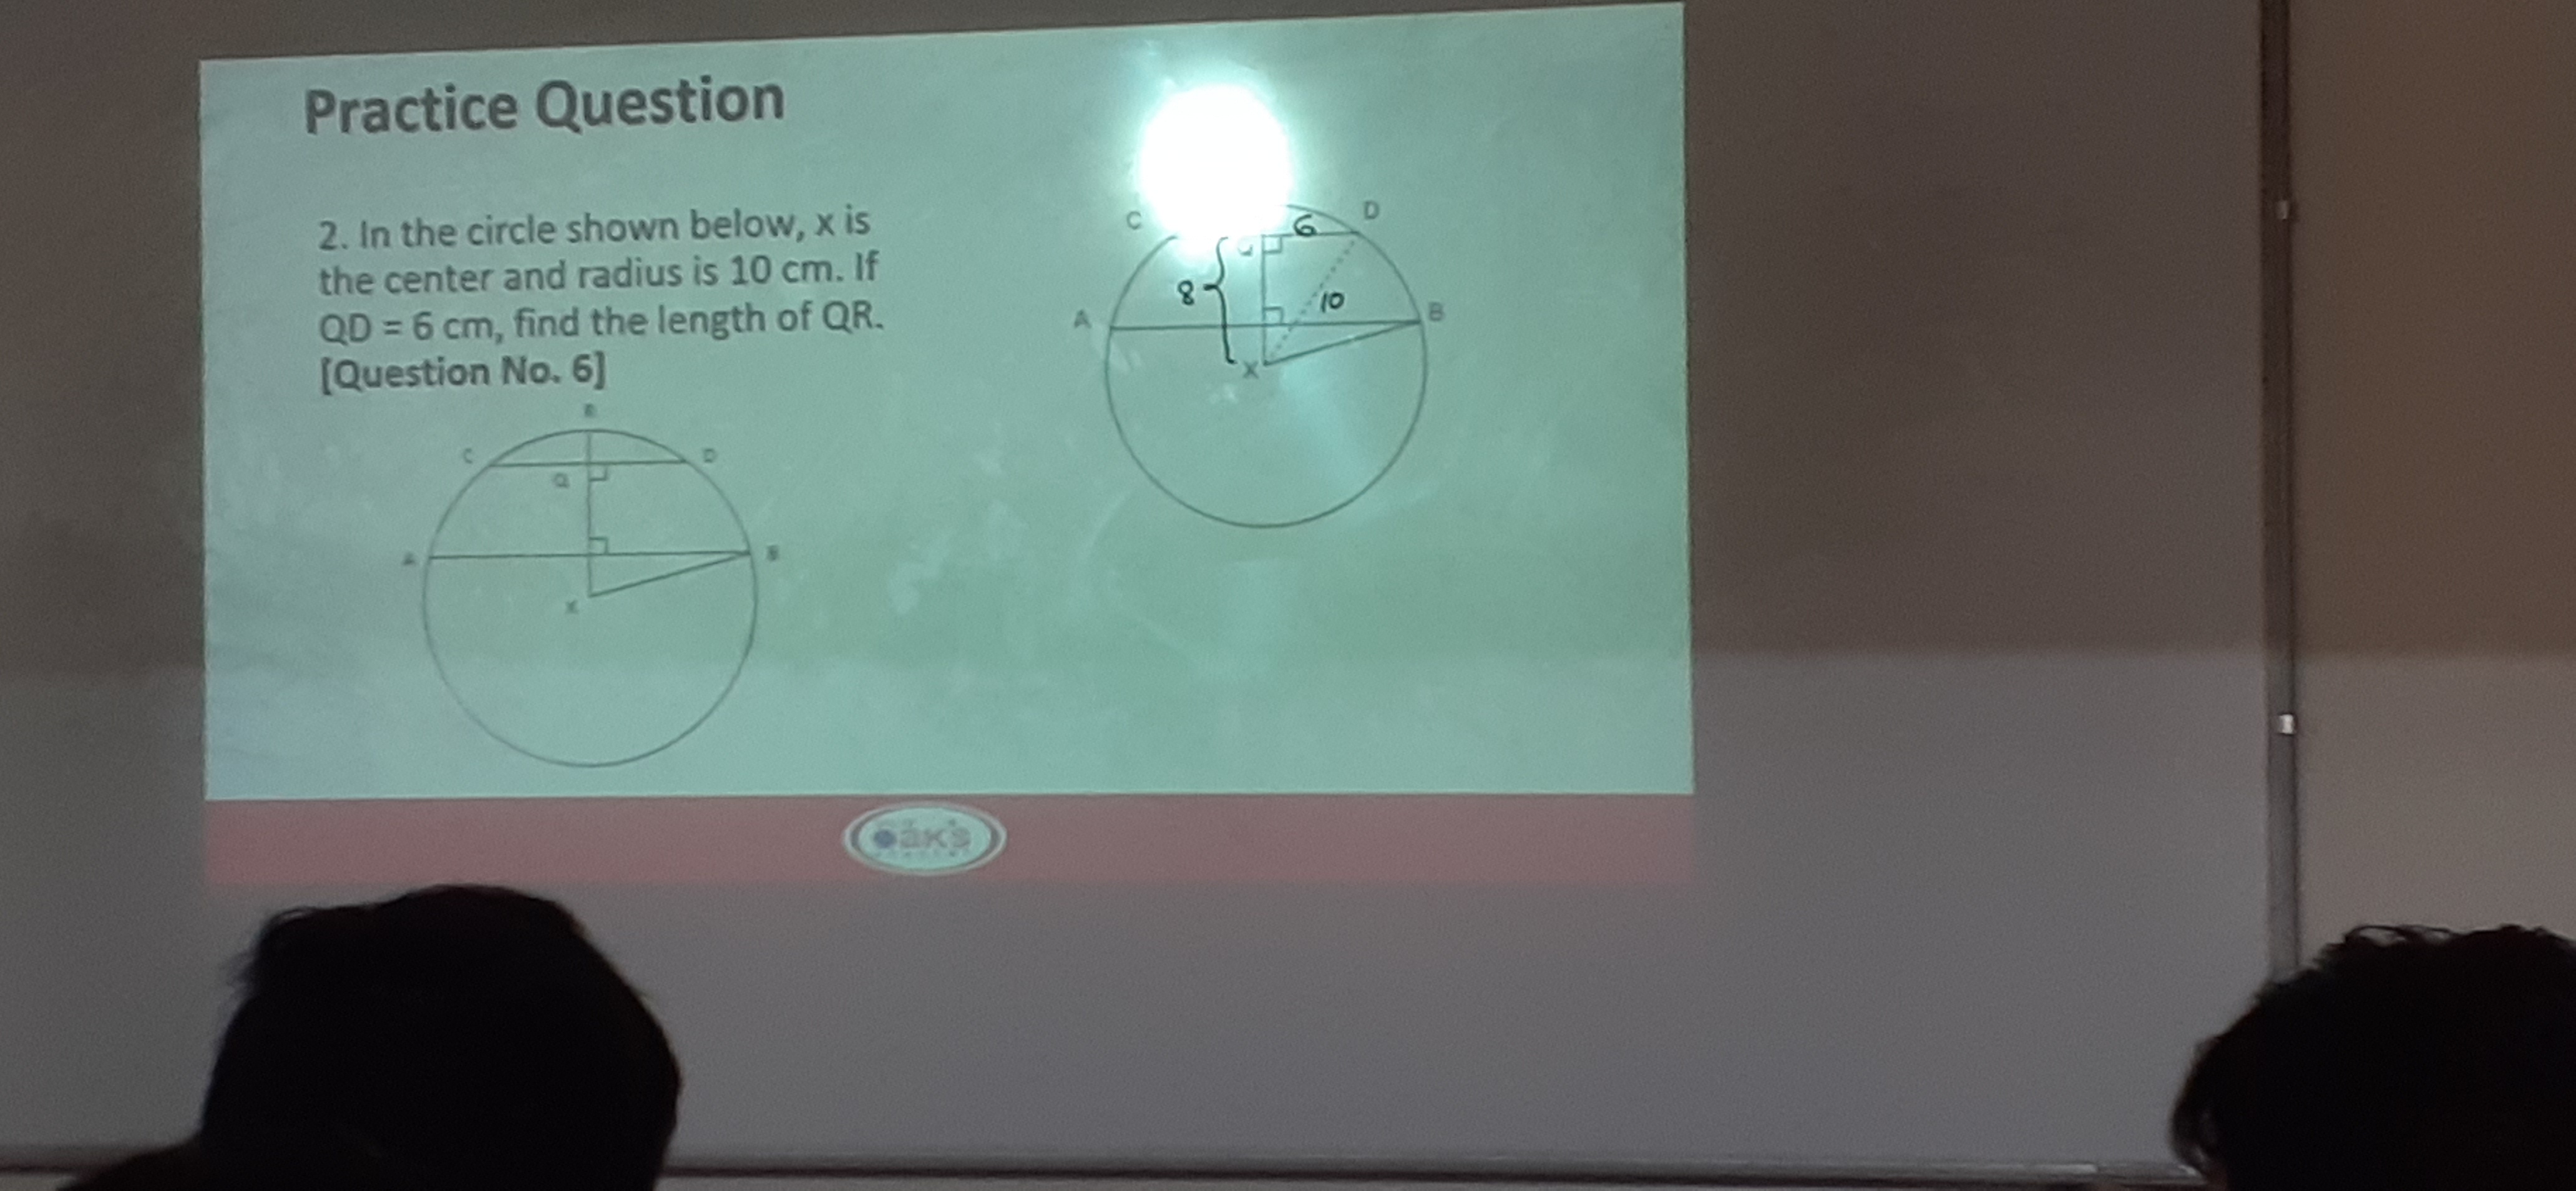 Practice Question
2. In the circle shown below, x is
the center and radius is 10 cm. If
QD = 6 cm, find the length of QR.
[Question No. 6]
C
D
Q
A
B
X
C
D
6
8
10
A
B
X